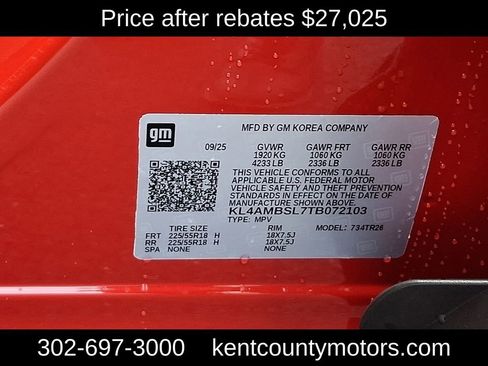 Price after rebates $27,025
gm
MFD BY GM KOREA COMPANY
09/25 GVWR GAWR FRT GAWR RR
1920 KG 1060 KG 1060 KG
4233 LB 2336 LB 2336 LB
THIS VEHICLE CONFORMS TO ALL
APPLICABLE U.S. FEDERAL MOTOR
VEHICLE SAFETY AND THEFT PREVENTION
STANDARDS IN EFFECT ON THE DATE OF
MANUFACTURE SHOWN ABOVE.
KL4AMBSL7TB072103
TYPE: MPV
TIRE SIZE RIM MODEL: 734TR26
FRT 225/55R18 H 18X7.5J
RR 225/55R18 H 18X7.5J
SPA NONE NONE
302-697-3000 kentcountymotors.com